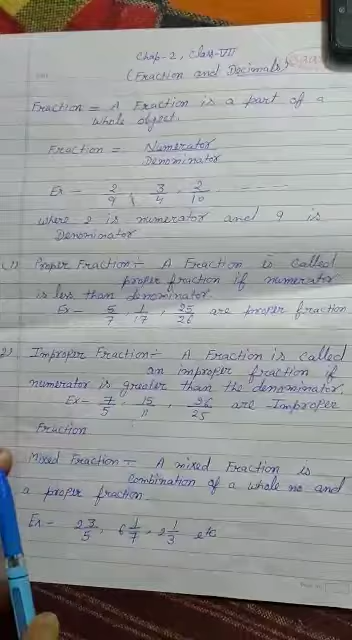 Chap-2, Class-VII
(Fraction and Decimals)
Fraction = A Fraction is a part of a
whole object.
Fraction = Numerator
Denominator
Ex - 2/9, 3/4, 2/10 - - - -
where 2 is numerator and 9 is
Denominator
1) Proper Fraction :- A Fraction is called
proper fraction if numerator
is less than denominator.
Ex - 5/7, 1/17, 25/26 are proper fraction
2) Improper Fraction :- A Fraction is called
an improper fraction if
numerator is greater than the denominator.
Ex - 7/5, 15/11, 26/25 are Improper
Fraction
Mixed Fraction :- A mixed Fraction is
combination of a whole no and
a proper fraction
Ex - 2 3/5, 6 1/7, 2 1/3 etc